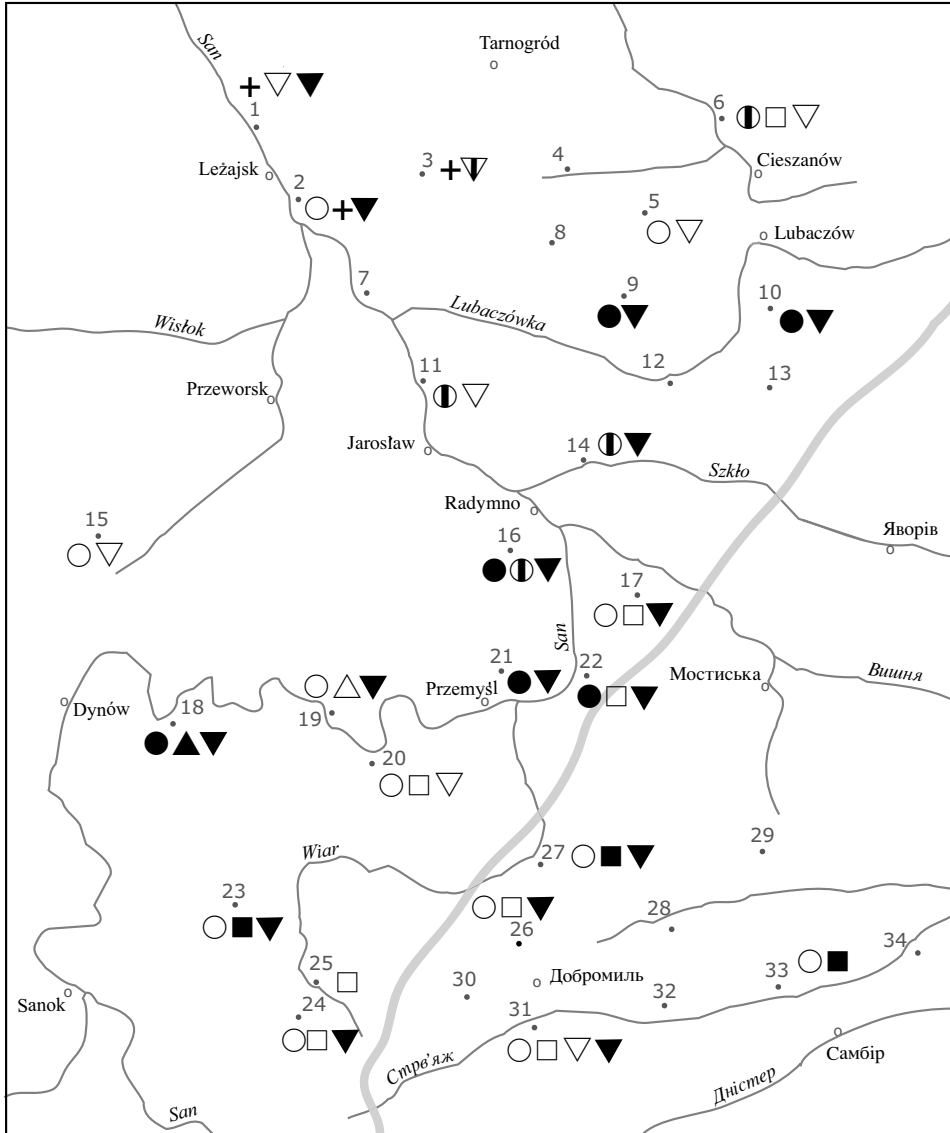 San
Tarnogród
1
6
Cieszanów
3
4
Leżajsk
2
5
8
Lubaczów
7
9
10
Lubaczówka
Wisłok
11
12
13
Przeworsk
Jarosław
14
Szkło
Radymno
15
16
Яворів
17
San
21
22
Мостиська
Вишня
Przemyśl
Dynów
18
19
20
Wiar
27
29
23
26
28
25
30
Добромиль
33
34
Sanok
24
31
32
Стрв'яж
Самбір
Дністер
San